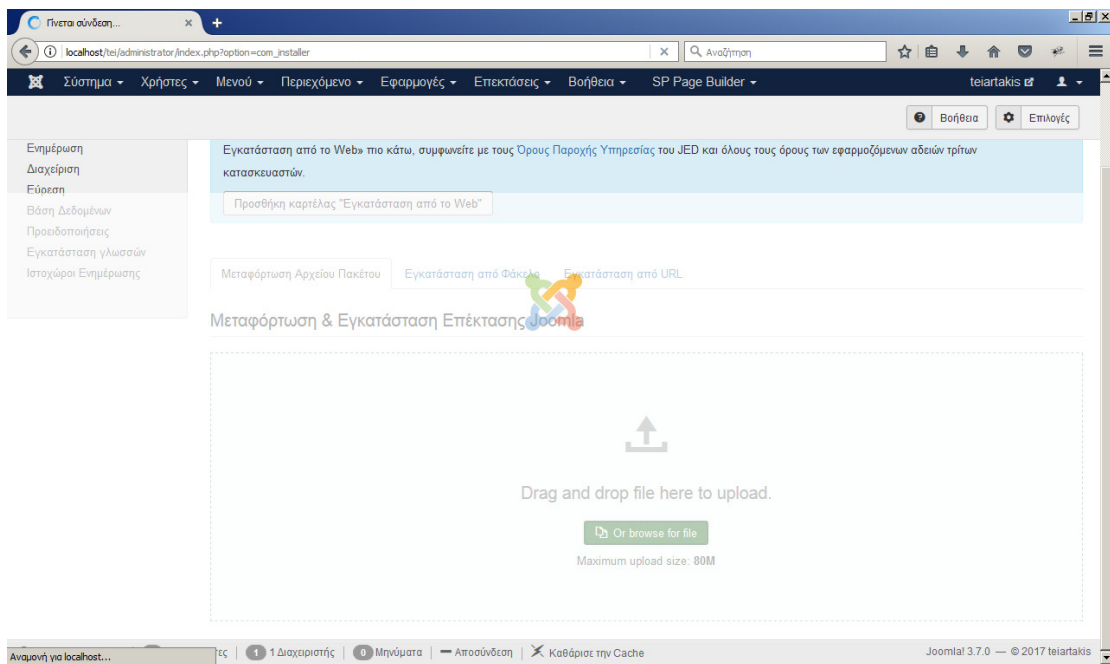 Γίνεται σύνδεση...
localhost/tei/administrator/index.php?option=com_installer
Αναζήτηση
Σύστημα Χρήστες Μενού Περιεχόμενο Εφαρμογές Επεκτάσεις Βοήθεια SP Page Builder teiartakis
Βοήθεια Επιλογές
Ενημέρωση
Διαχείριση
Εύρεση
Βάση Δεδομένων
Προειδοποιήσεις
Εγκατάσταση γλωσσών
Ιστοχώροι Ενημέρωσης
Εγκατάσταση από το Web» πιο κάτω, συμφωνείτε με τους Όρους Παροχής Υπηρεσίας του JED και όλους τους όρους των εφαρμοζόμενων αδειών τρίτων
κατασκευαστών.
Προσθήκη καρτέλας "Εγκατάσταση από το Web"
Μεταφόρτωση Αρχείου Πακέτου Εγκατάσταση από Φάκελο Εγκατάσταση από URL
Μεταφόρτωση & Εγκατάσταση Επέκτασης Joomla
Drag and drop file here to upload.
Or browse for file
Maximum upload size: 80M
Αναμονή για localhost...
τες 1 1 Διαχειριστής 0 Μηνύματα Αποσύνδεση Καθάρισε την Cache Joomla! 3.7.0 — © 2017 teiartakis